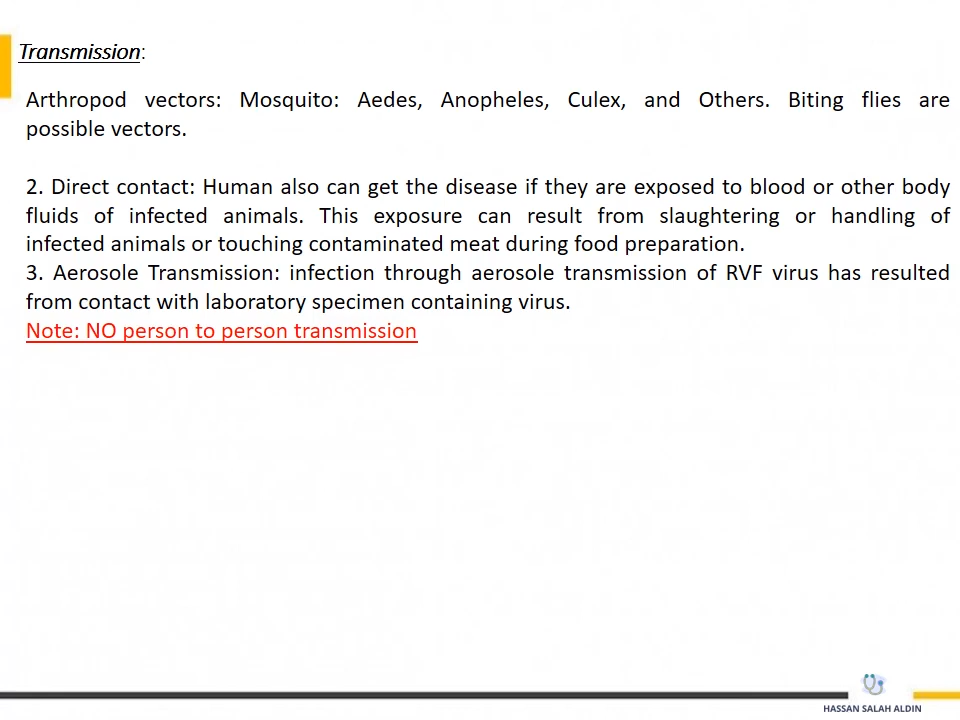 Transmission:
Arthropod vectors: Mosquito: Aedes, Anopheles, Culex, and Others. Biting flies are
possible vectors.
2. Direct contact: Human also can get the disease if they are exposed to blood or other body
fluids of infected animals. This exposure can result from slaughtering or handling of
infected animals or touching contaminated meat during food preparation.
3. Aerosole Transmission: infection through aerosole transmission of RVF virus has resulted
from contact with laboratory specimen containing virus.
Note: NO person to person transmission
HASSAN SALAH ALDIN